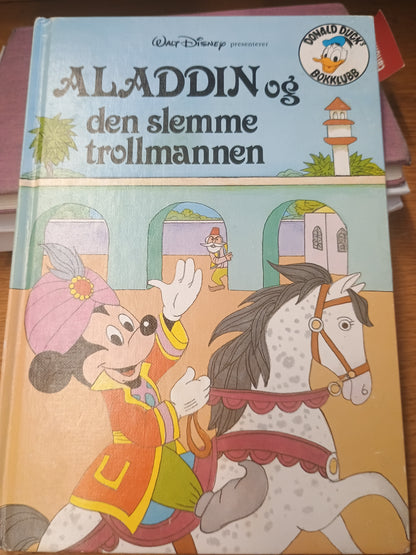 WALT DISNEY presenterer
DONALD DUCK's
BOKKLUBB
ALADDIN og
den slemme
trollmannen